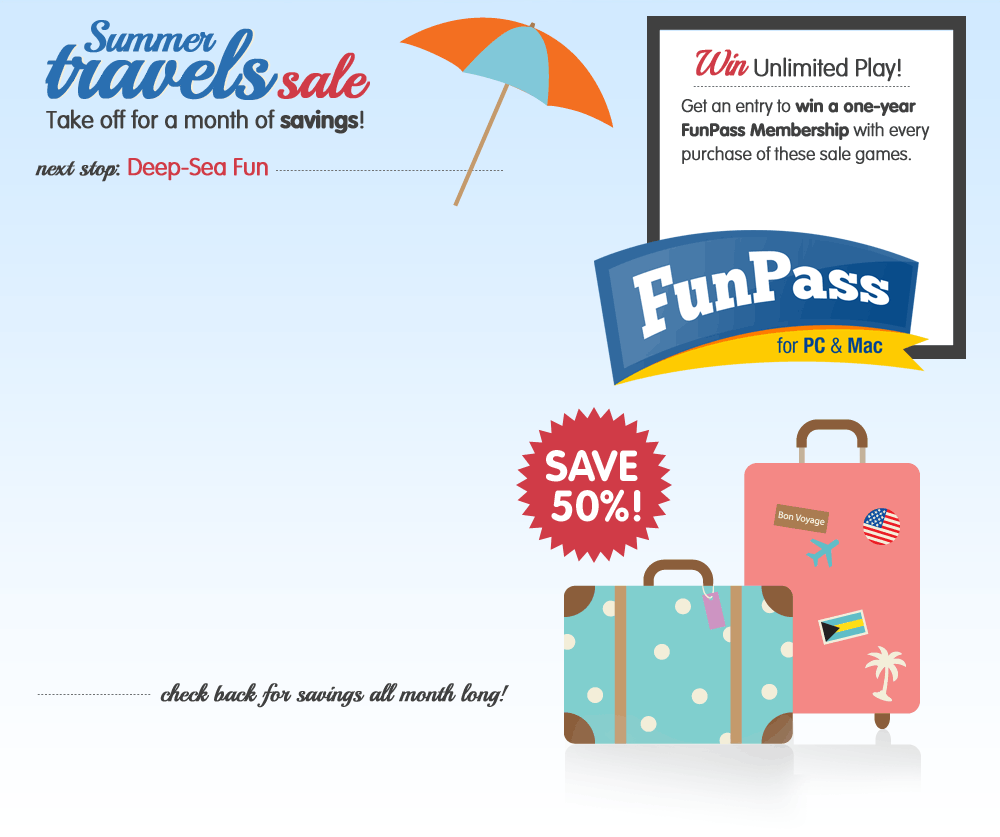 Summer
travels sale
Take off for a month of savings!
next stop: Deep-Sea Fun
Win Unlimited Play!
Get an entry to win a one-year
FunPass Membership with every
purchase of these sale games.
FunPass
for PC & Mac
SAVE
50%!
Bon Voyage
check back for savings all month long!